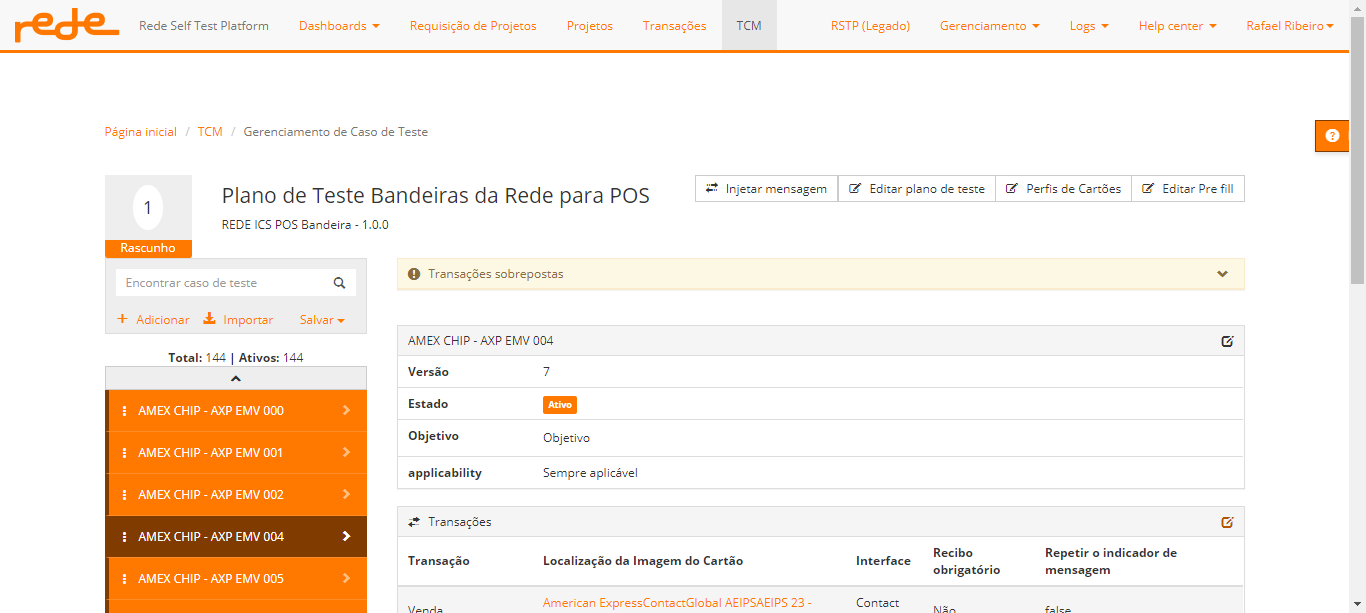 rede Rede Self Test Platform Dashboards Requisição de Projetos Projetos Transações TCM RSTP (Legado) Gerenciamento Logs Help center Rafael Ribeiro
Página inicial / TCM / Gerenciamento de Caso de Teste
1
Rascunho
Plano de Teste Bandeiras da Rede para POS
REDE ICS POS Bandeira - 1.0.0
Injetar mensagem Editar plano de teste Perfis de Cartões Editar Pre fill
Encontrar caso de teste
+ Adicionar Importar Salvar
Total: 144 | Ativos: 144
AMEX CHIP - AXP EMV 000
AMEX CHIP - AXP EMV 001
AMEX CHIP - AXP EMV 002
AMEX CHIP - AXP EMV 004
AMEX CHIP - AXP EMV 005
Transações sobrepostas
AMEX CHIP - AXP EMV 004
Versão 7
Estado Ativo
Objetivo Objetivo
applicability Sempre aplicável
Transações
Transação Localização da Imagem do Cartão Interface Recibo obrigatório Repetir o indicador de mensagem
Venda American ExpressContactGlobal AEIPSAEIPS 23 - Contact Não false